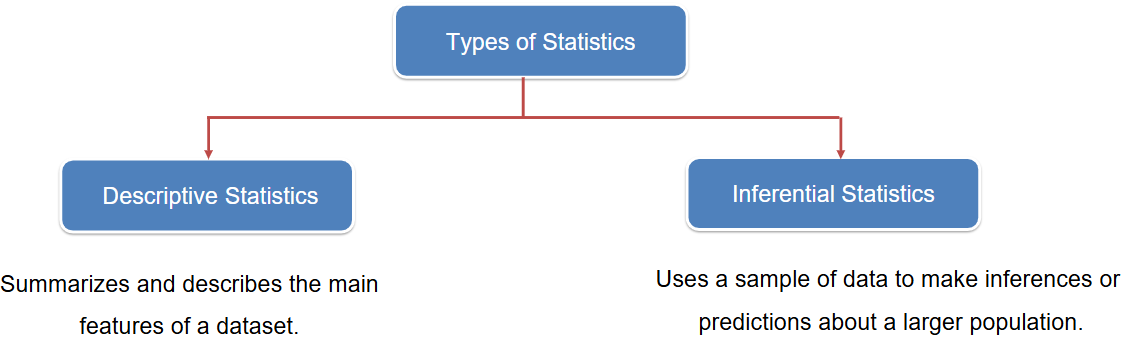 Types of Statistics
Descriptive Statistics
Inferential Statistics
Summarizes and describes the main
features of a dataset.
Uses a sample of data to make inferences or
predictions about a larger population.